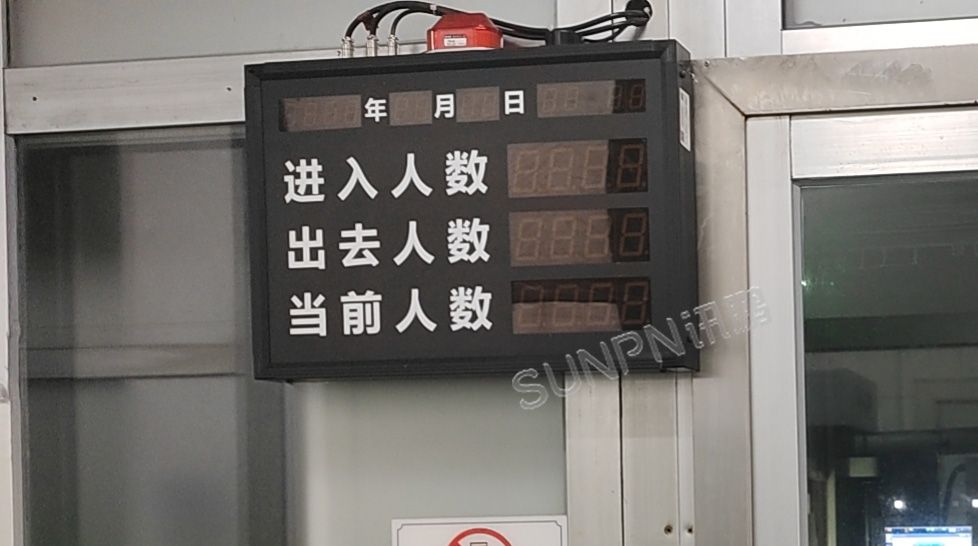 年 月 日
进入人数
出去人数
当前人数
SUNPN讯鹏